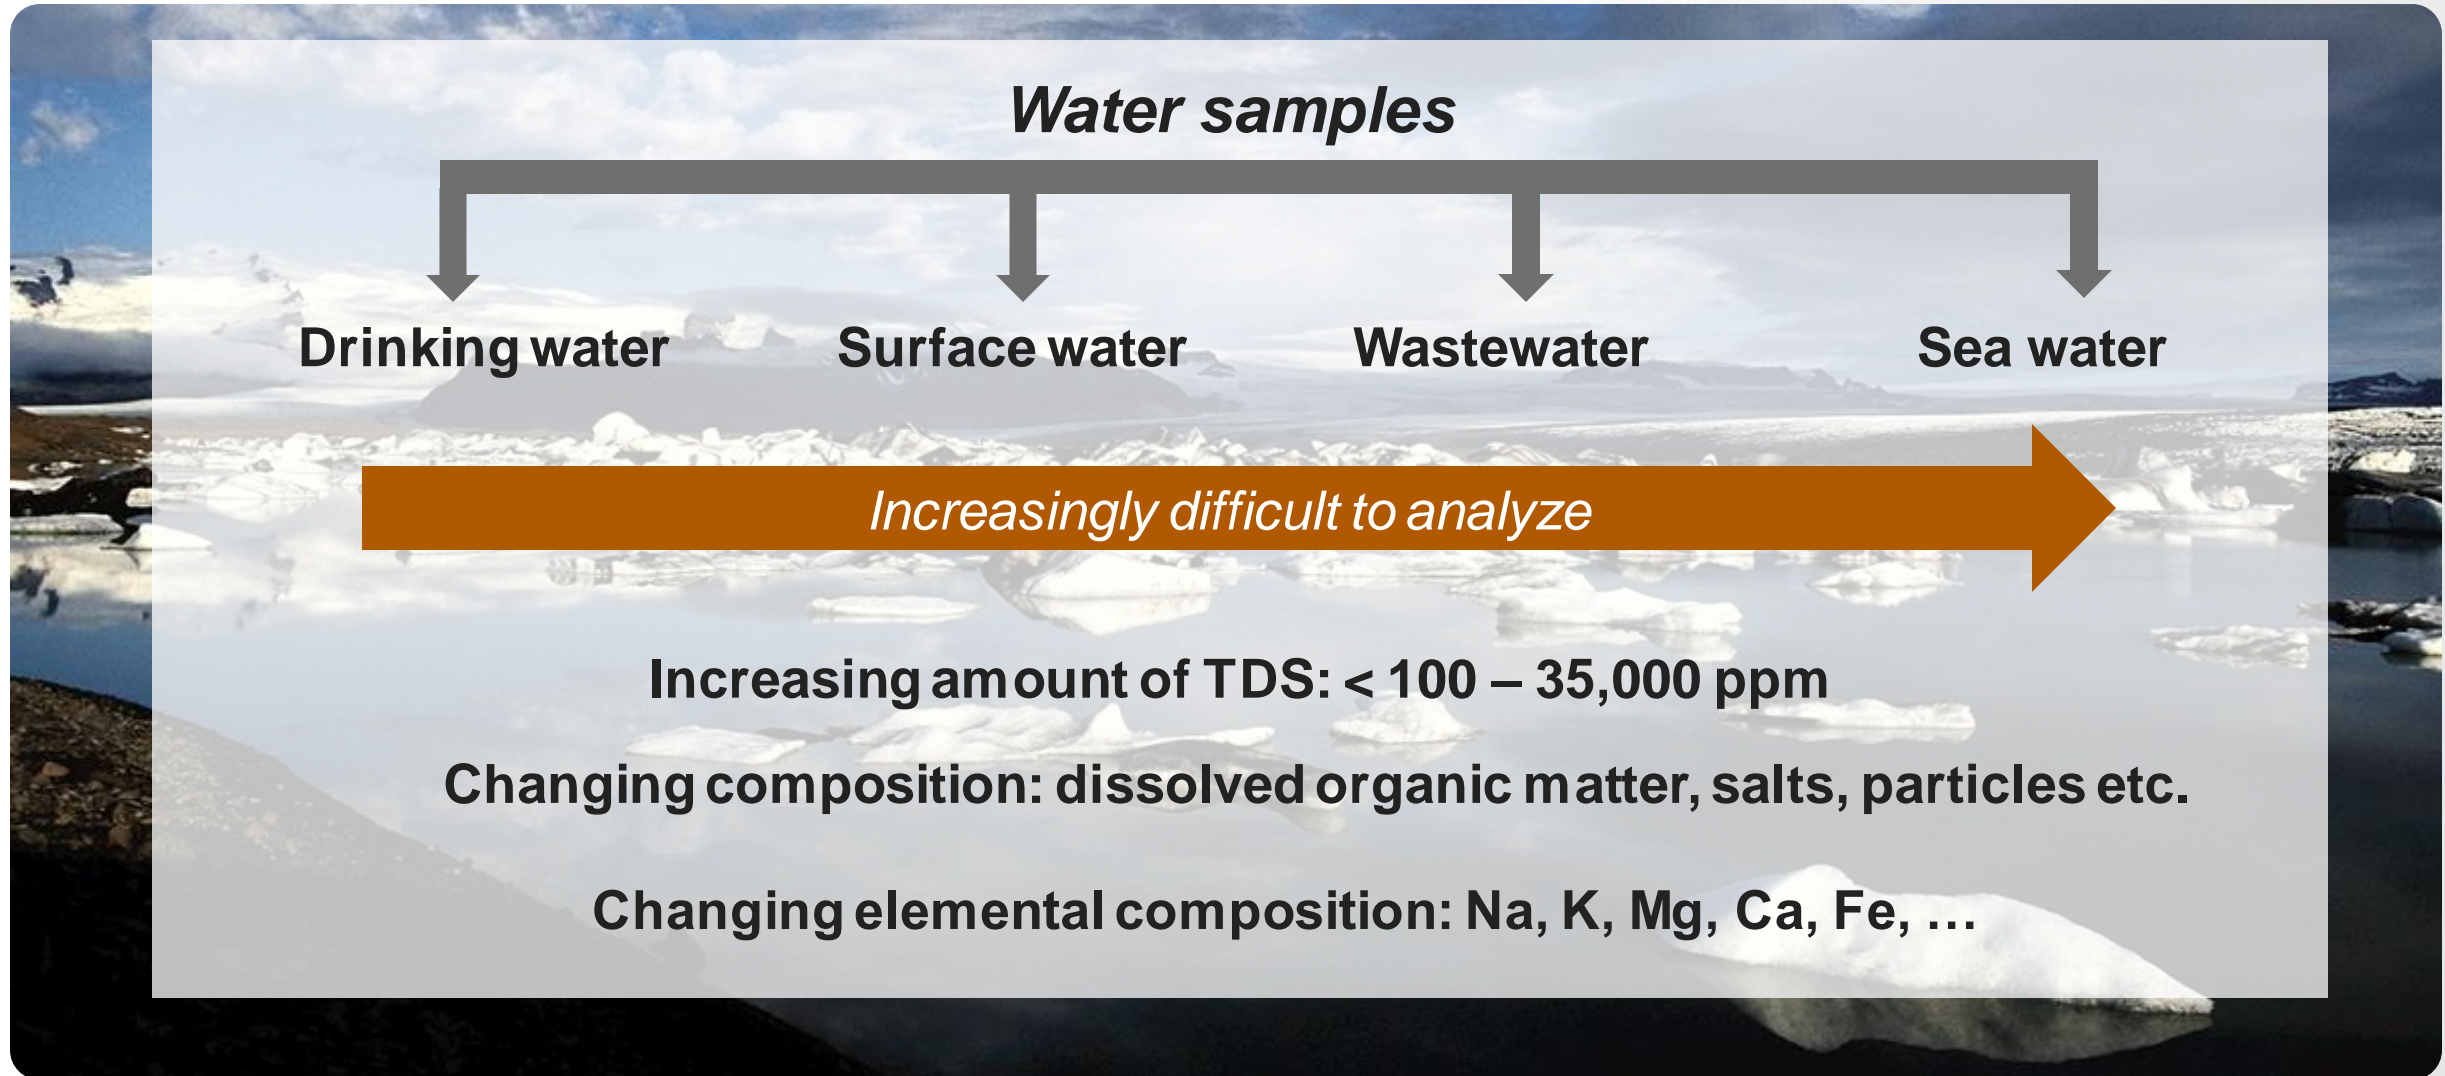 Water samples
Drinking water
Surface water
Wastewater
Sea water
Increasingly difficult to analyze
Increasing amount of TDS: < 100 – 35,000 ppm
Changing composition: dissolved organic matter, salts, particles etc.
Changing elemental composition: Na, K, Mg, Ca, Fe, …